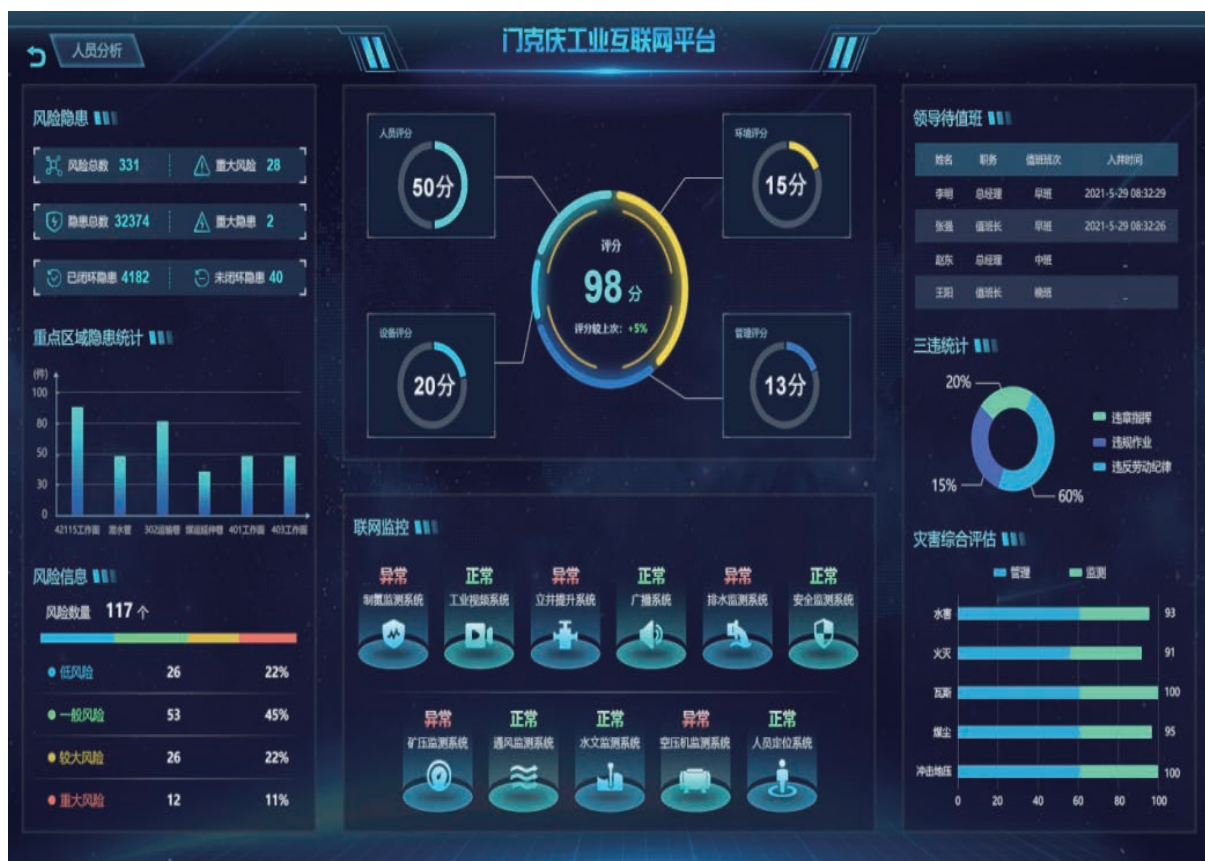 人员分析
门克庆工业互联网平台
风险隐患
风险总数 331 重大风险 28
隐患总数 32374 重大隐患 2
已闭环隐患 4182 未闭环隐患 40
重点区域隐患统计
(件)
100
80
50
30
0
42115工作面 302运输巷 煤运延伸巷 401工作面 403工作面
风险信息
风险数量 117 个
低风险 26 22%
一般风险 53 45%
较大风险 26 22%
重大风险 12 11%
人员评分
50分
环境评分
15分
评分
98 分
评分较上次: +5%
设备评分
20分
管理评分
13分
联网监控
异常 正常 异常 正常 异常 正常
制氮监测系统 工业视频系统 立井提升系统 广播系统 排水监测系统 安全监测系统
异常 正常 正常 异常 正常
矿压监测系统 通风监测系统 水文监测系统 空压机监测系统 人员定位系统
领导待值班
姓名 职务 值班班次 入井时间
李明 总经理 早班 2021-5-29 08:32:29
张强 值班长 早班 2021-5-29 08:32:26
赵东 总经理 中班 -
王阳 值班长 晚班 -
三违统计
20%
15%
60%
违章指挥
违规作业
违反劳动纪律
灾害综合评估
管理 监测
水害 93
火灾 91
瓦斯 100
煤尘 95
冲击地压 100
0 20 40 60 80 100